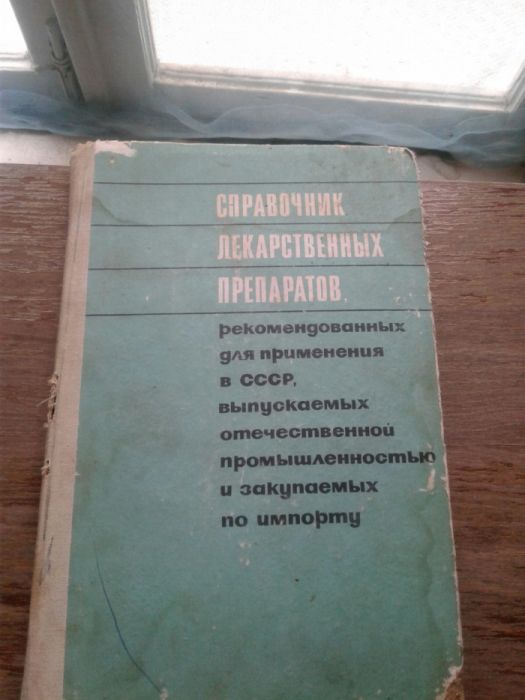 СПРАВОЧНИК
ЛЕКАРСТВЕННЫХ
ПРЕПАРАТОВ,
рекомендованных
для применения
в СССР,
выпускаемых
отечественной
промышленностью
и закупаемых
по импорту